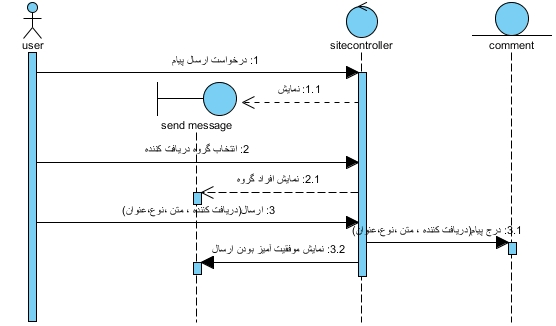 user
sitecontroller
comment
1: درخواست ارسال پیام
1.1: نمایش
send message
2: انتخاب گروه دریافت کننده
2.1: نمایش افراد گروه
3: ارسال(دریافت کننده ، متن ،نوع،عنوان)
3.1: درج پیام(دریافت کننده ، متن ،نوع،عنوان)
3.2: نمایش موفقیت آمیز بودن ارسال